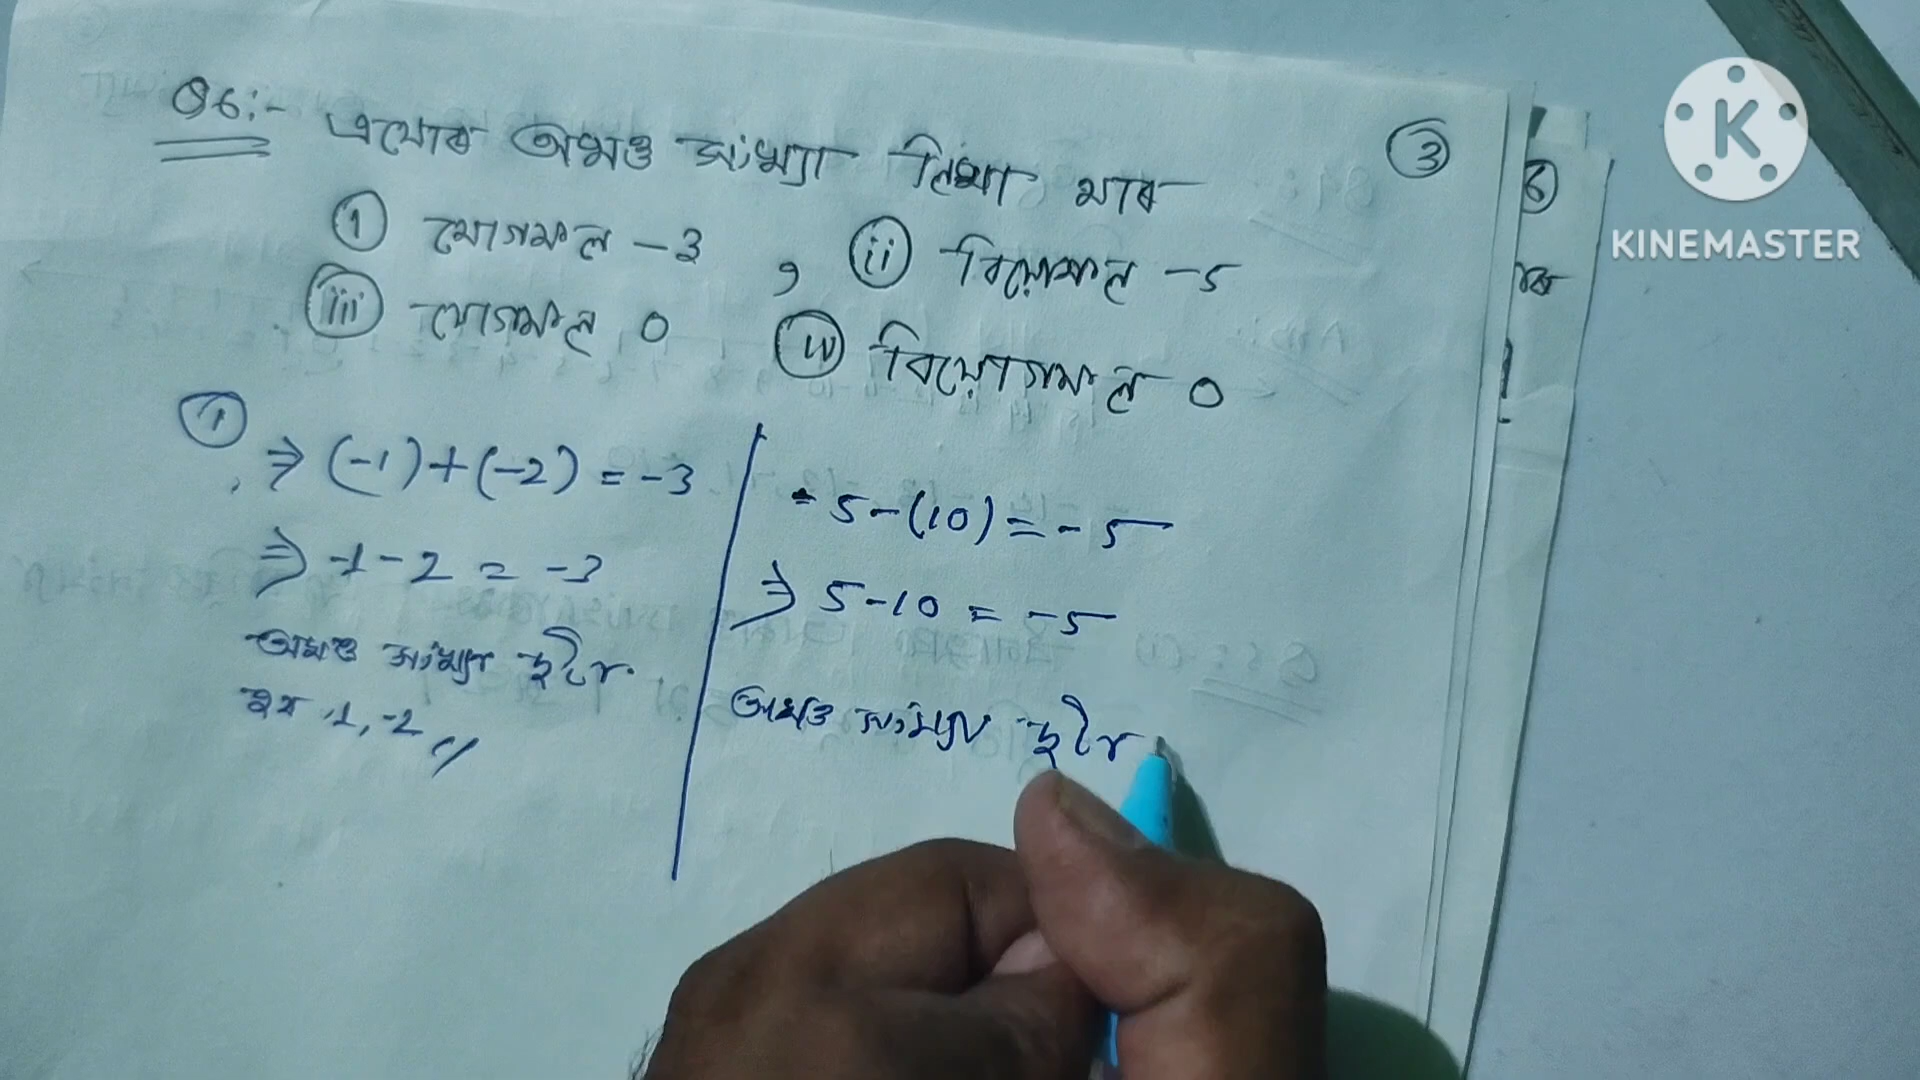 Q6:- এযোৰ অখণ্ড সংখ্যা লিখা যাৰ
③
① যোগফল -3 , ⅱ বিয়োগফল -5
ⅲ যোগফল 0 ⅳ বিয়োগফল 0
①
⇒ (-1)+(-2) = -3
⇒ -1-2 = -3
অখণ্ড সংখ্যা দুটা
হব -1, -2
5-(10) = -5
⇒ 5-10 = -5
অখণ্ড সংখ্যা দুটা
K
KINEMASTER